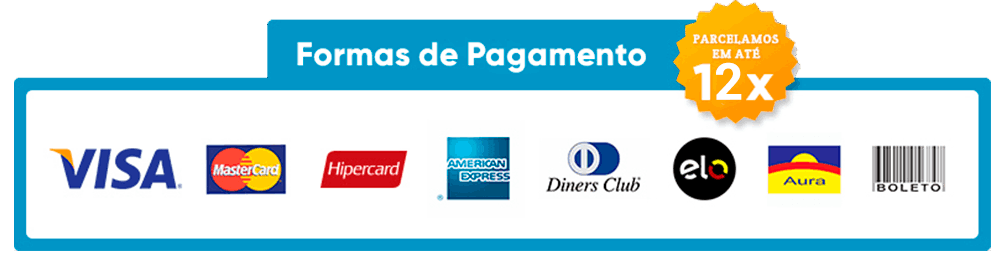 Formas de Pagamento
PARCELAMOS
EM ATÉ
12x
VISA
MasterCard
Hipercard
AMERICAN
EXPRESS
®
Diners Club®
elo
Aura
BOLETO